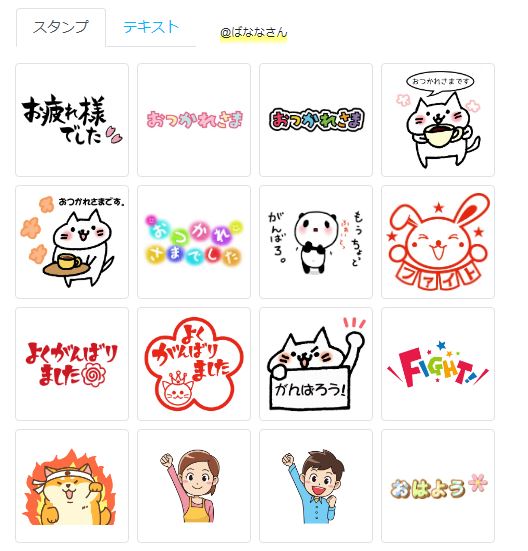 スタンプ
テキスト
@ばななさん
お疲れ様
でした
おつかれさま
おつかれさま
おつかれさまです
おつかれさまです。
おつかれ
さまでした
もうちょっと
ふぁいとっ
がんばろ。
ファイト
よくがんばり
ました
よく
がんばり
ました
がんばろう!
FIGHT!!
おはよう